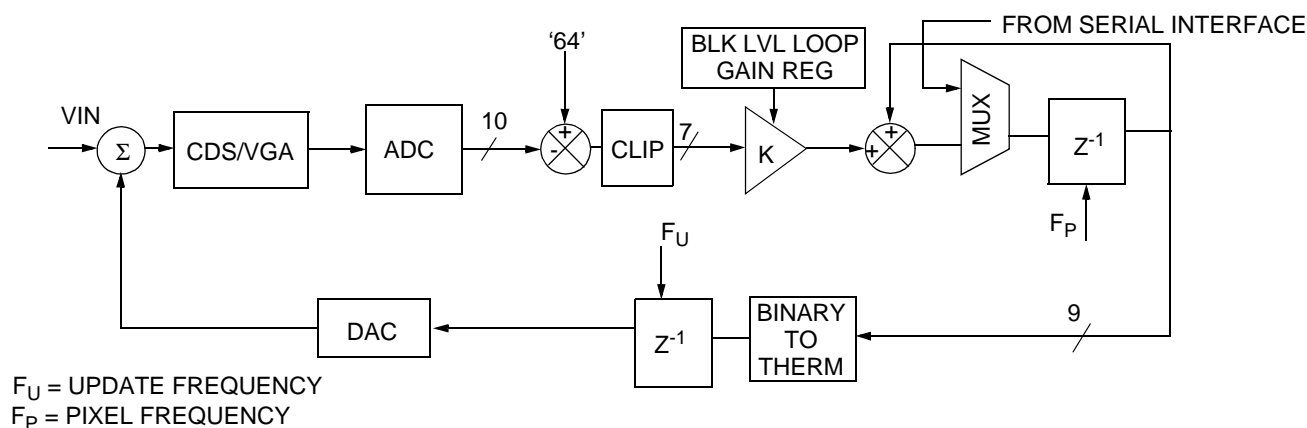 FROM SERIAL INTERFACE
'64'
BLK LVL LOOP
GAIN REG
VIN
Σ
CDS/VGA
ADC
10
+
-
CLIP
7
K
+
+
MUX
Z-1
FP
FU
9
DAC
Z-1
BINARY
TO
THERM
FU = UPDATE FREQUENCY
FP = PIXEL FREQUENCY